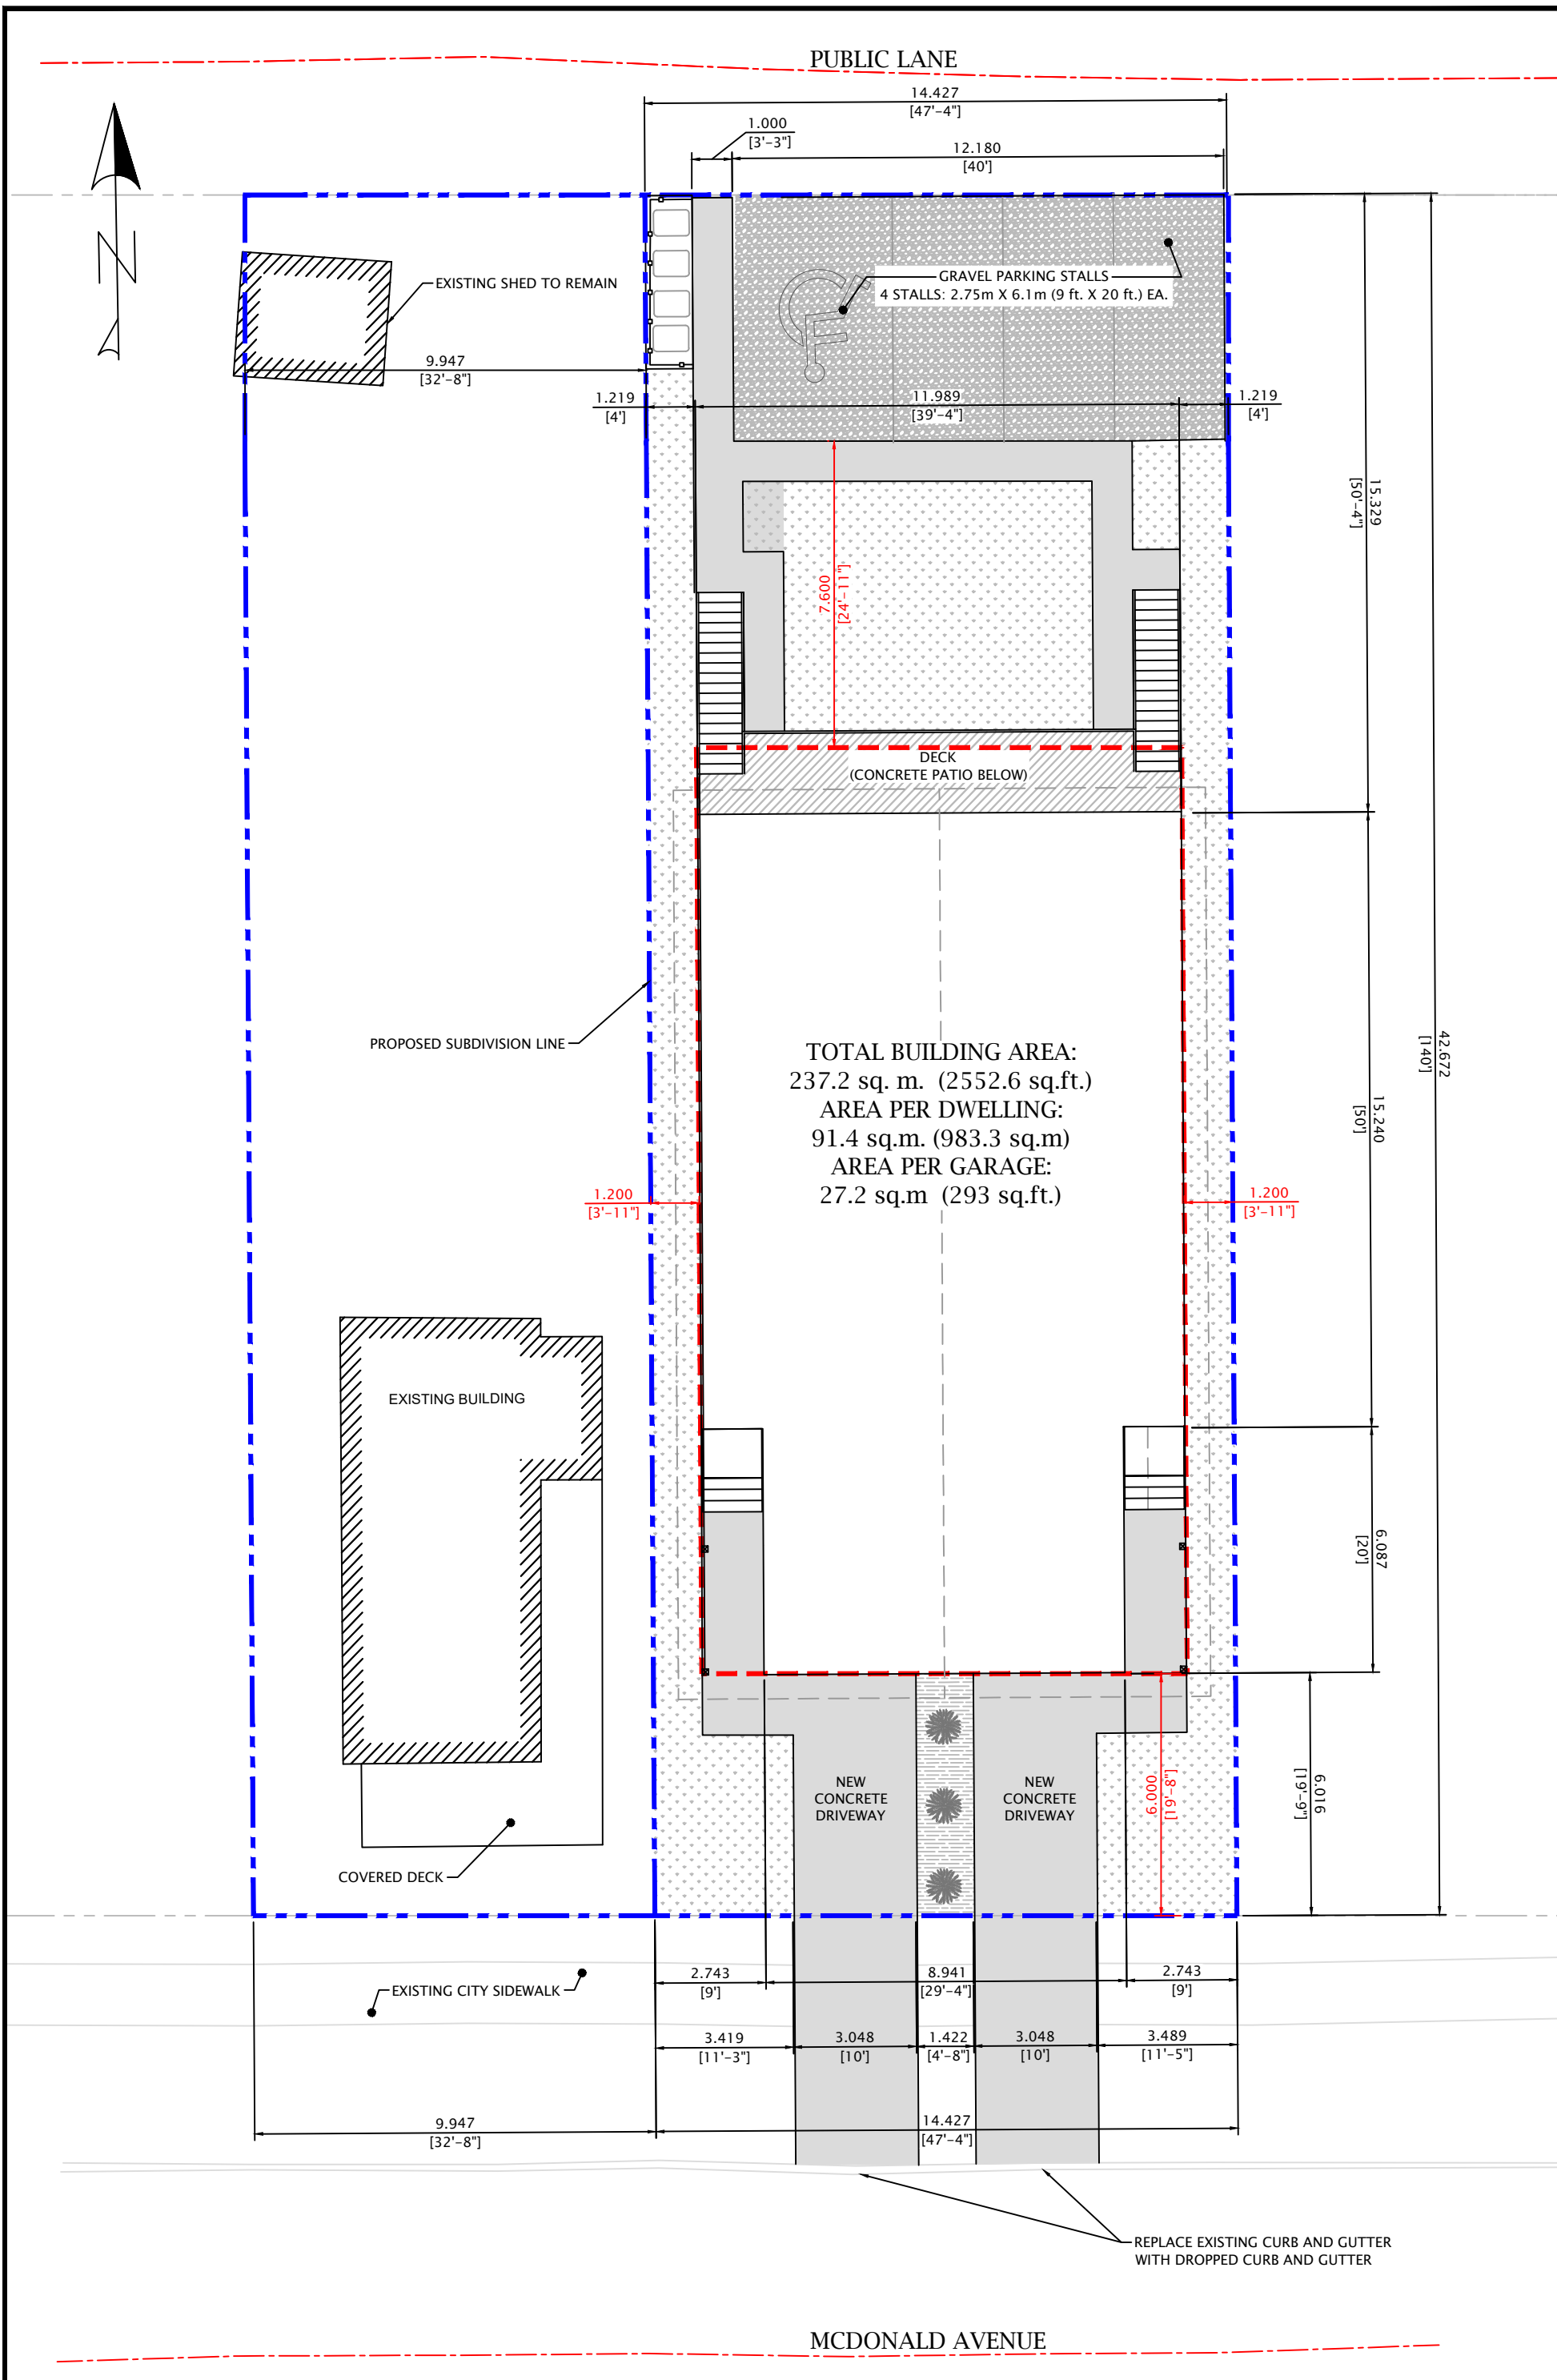 PUBLIC LANE
14.427
[47'-4"]
1.000
[3'-3"]
12.180
[40']
N
EXISTING SHED TO REMAIN
GRAVEL PARKING STALLS
4 STALLS: 2.75m X 6.1m (9 ft. X 20 ft.) EA.
9.947
[32'-8"]
1.219
[4']
11.989
[39'-4"]
1.219
[4']
15.329
[50'-4"]
7.600
[24'-11"]
DECK
(CONCRETE PATIO BELOW)
PROPOSED SUBDIVISION LINE
TOTAL BUILDING AREA:
237.2 sq. m. (2552.6 sq.ft.)
AREA PER DWELLING:
91.4 sq.m. (983.3 sq.m)
AREA PER GARAGE:
27.2 sq.m (293 sq.ft.)
42.672
[140']
15.240
[50']
1.200
[3'-11"]
1.200
[3'-11"]
EXISTING BUILDING
6.087
[20']
NEW
CONCRETE
DRIVEWAY
NEW
CONCRETE
DRIVEWAY
6.000
[19'-8"]
6.016
[19'-9"]
COVERED DECK
EXISTING CITY SIDEWALK
2.743
[9']
8.941
[29'-4"]
2.743
[9']
3.419
[11'-3"]
3.048
[10']
1.422
[4'-8"]
3.048
[10']
3.489
[11'-5"]
9.947
[32'-8"]
14.427
[47'-4"]
REPLACE EXISTING CURB AND GUTTER
WITH DROPPED CURB AND GUTTER
MCDONALD AVENUE